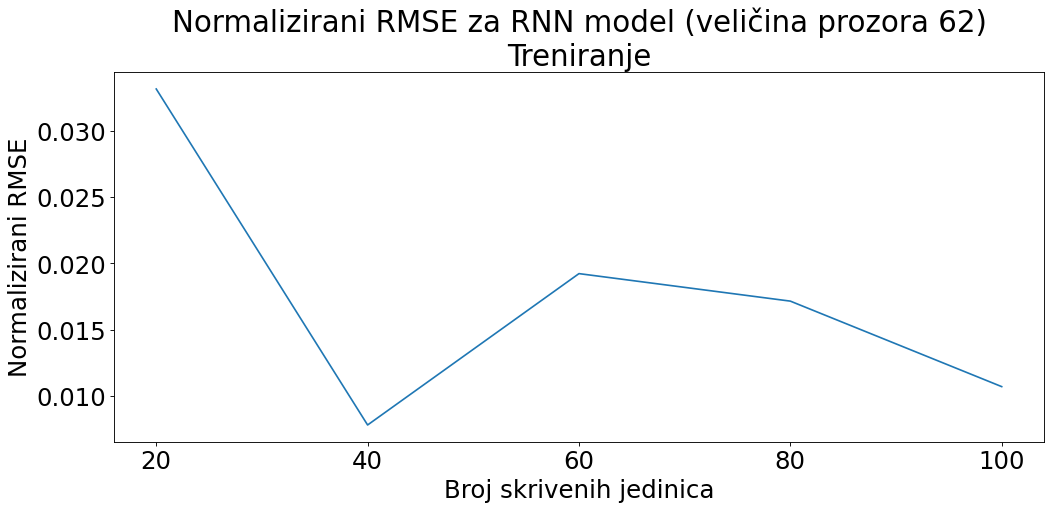 Normalizirani RMSE za RNN model (veličina prozora 62)
Treniranje
Normalizirani RMSE
0.030
0.025
0.020
0.015
0.010
20 40 60 80 100
Broj skrivenih jedinica